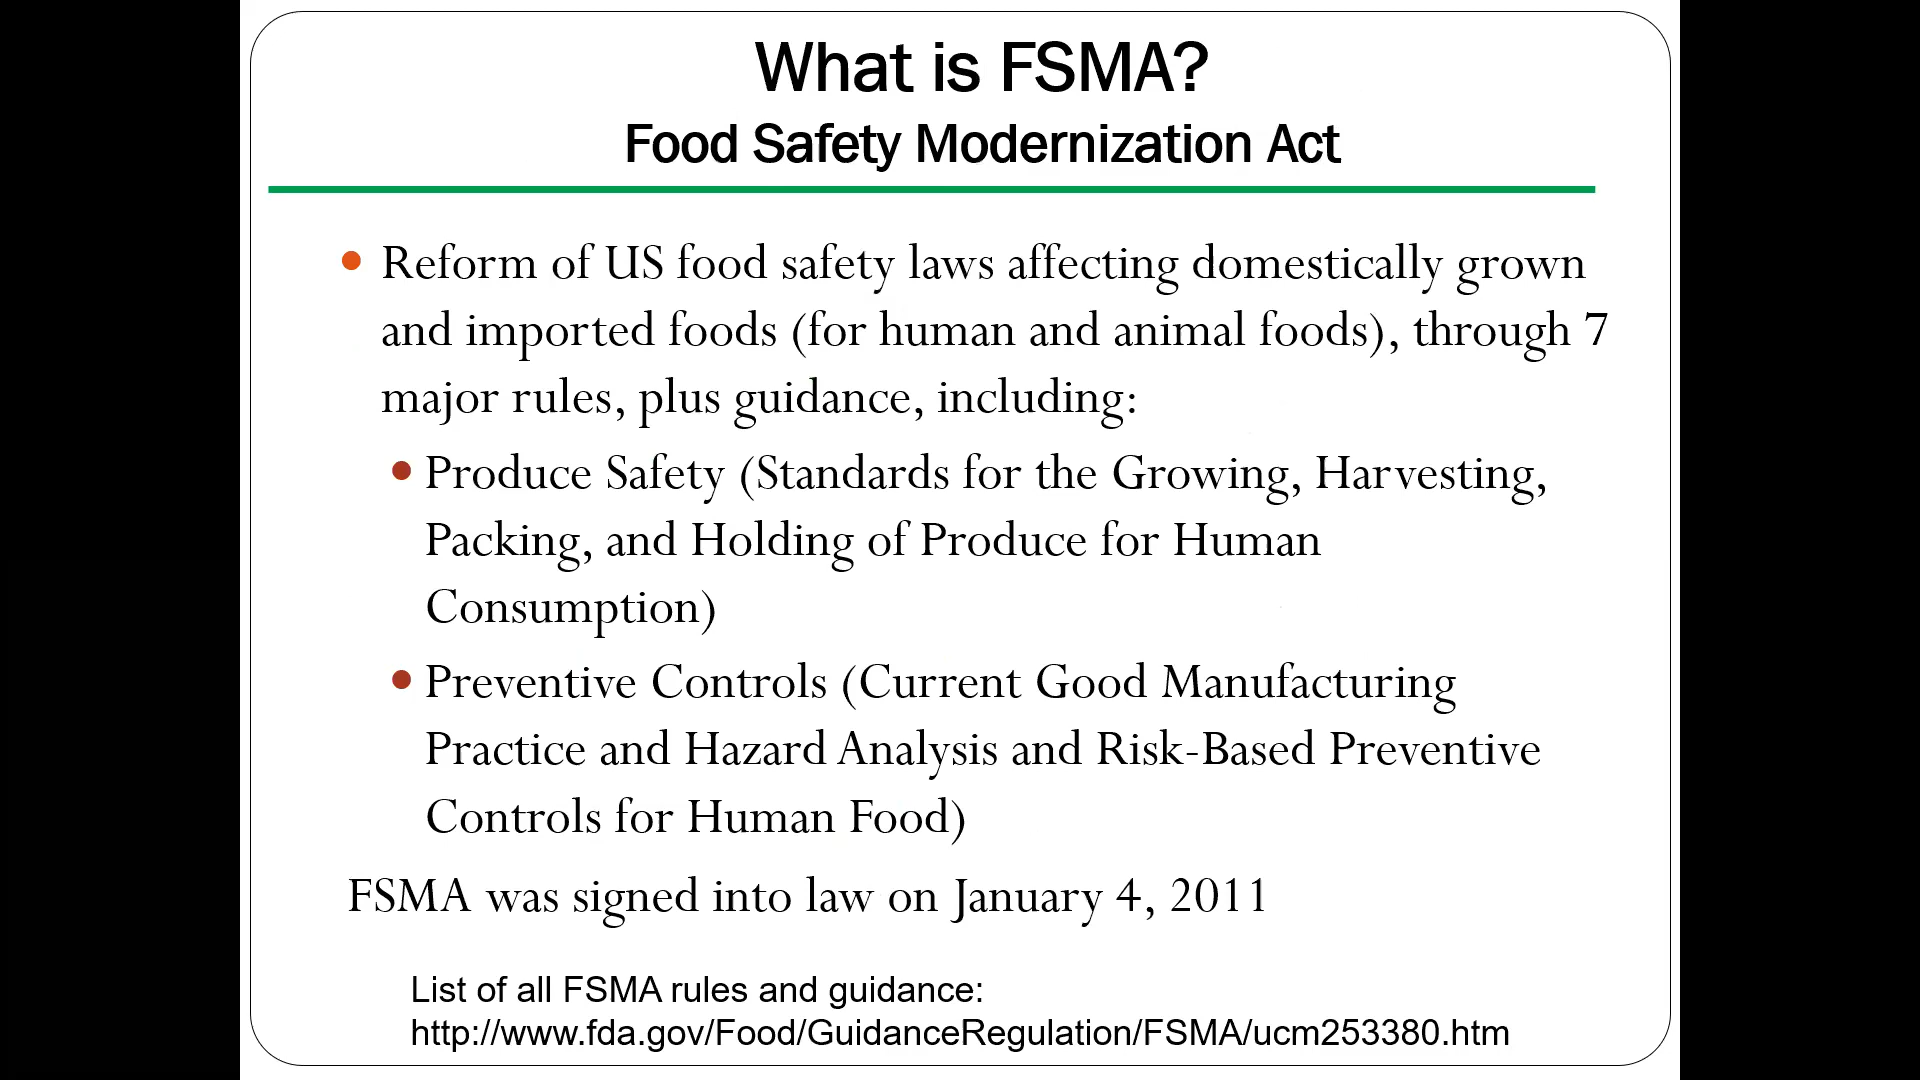 What is FSMA?
Food Safety Modernization Act
Reform of US food safety laws affecting domestically grown
and imported foods (for human and animal foods), through 7
major rules, plus guidance, including:
Produce Safety (Standards for the Growing, Harvesting,
Packing, and Holding of Produce for Human
Consumption)
Preventive Controls (Current Good Manufacturing
Practice and Hazard Analysis and Risk-Based Preventive
Controls for Human Food)
FSMA was signed into law on January 4, 2011
List of all FSMA rules and guidance:
http://www.fda.gov/Food/GuidanceRegulation/FSMA/ucm253380.htm